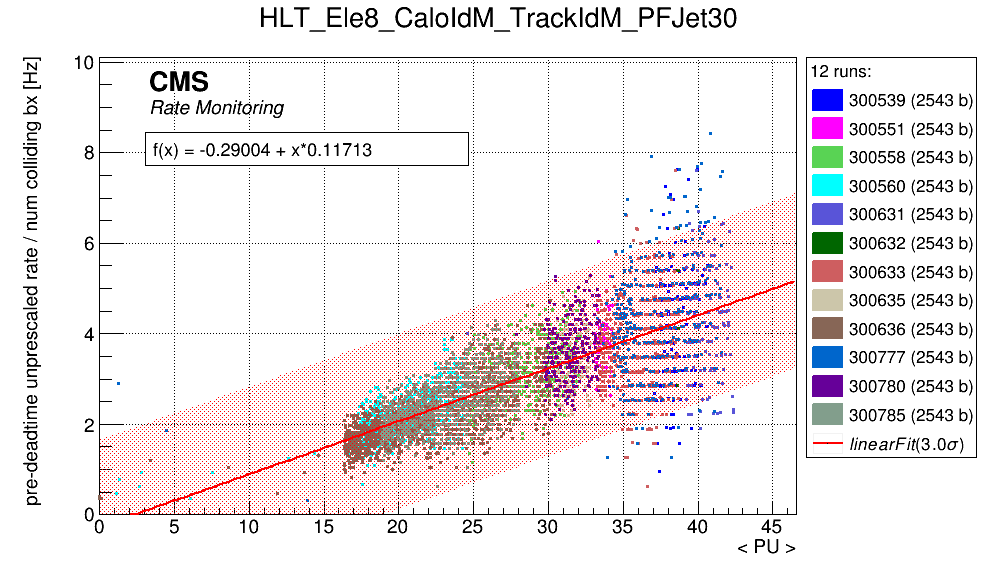 HLT_Ele8_CaloIdM_TrackIdM_PFJet30
pre-deadtime unprescaled rate / num colliding bx [Hz]
10
8
6
4
2
0
CMS
Rate Monitoring
f(x) = -0.29004 + x*0.11713
0 5 10 15 20 25 30 35 40 45
< PU >
12 runs:
300539 (2543 b)
300551 (2543 b)
300558 (2543 b)
300560 (2543 b)
300631 (2543 b)
300632 (2543 b)
300633 (2543 b)
300635 (2543 b)
300636 (2543 b)
300777 (2543 b)
300780 (2543 b)
300785 (2543 b)
linearFit(3.0σ)